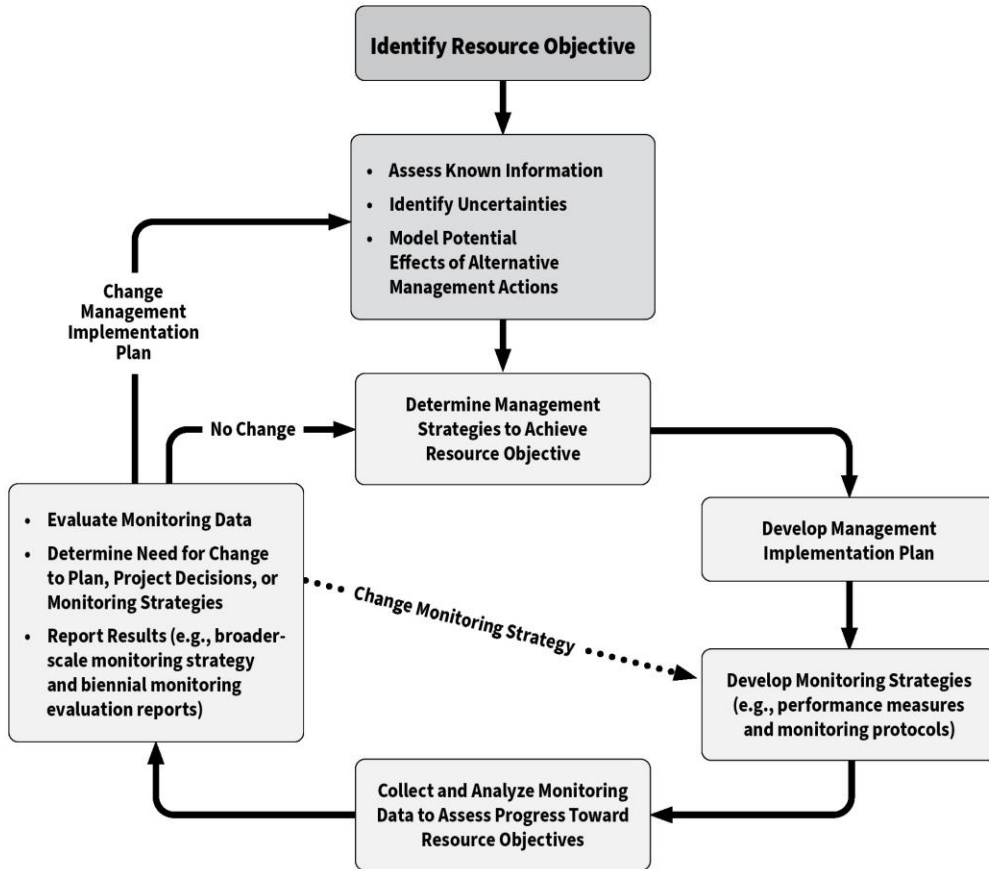 Identify Resource Objective
• Assess Known Information
• Identify Uncertainties
• Model Potential
Effects of Alternative
Management Actions
Change
Management
Implementation
Plan
No Change
Determine Management
Strategies to Achieve
Resource Objective
• Evaluate Monitoring Data
• Determine Need for Change
to Plan, Project Decisions, or
Monitoring Strategies
• Report Results (e.g., broader-
scale monitoring strategy
and biennial monitoring
evaluation reports)
Develop Management
Implementation Plan
Change Monitoring Strategy
Develop Monitoring Strategies
(e.g., performance measures
and monitoring protocols)
Collect and Analyze Monitoring
Data to Assess Progress Toward
Resource Objectives